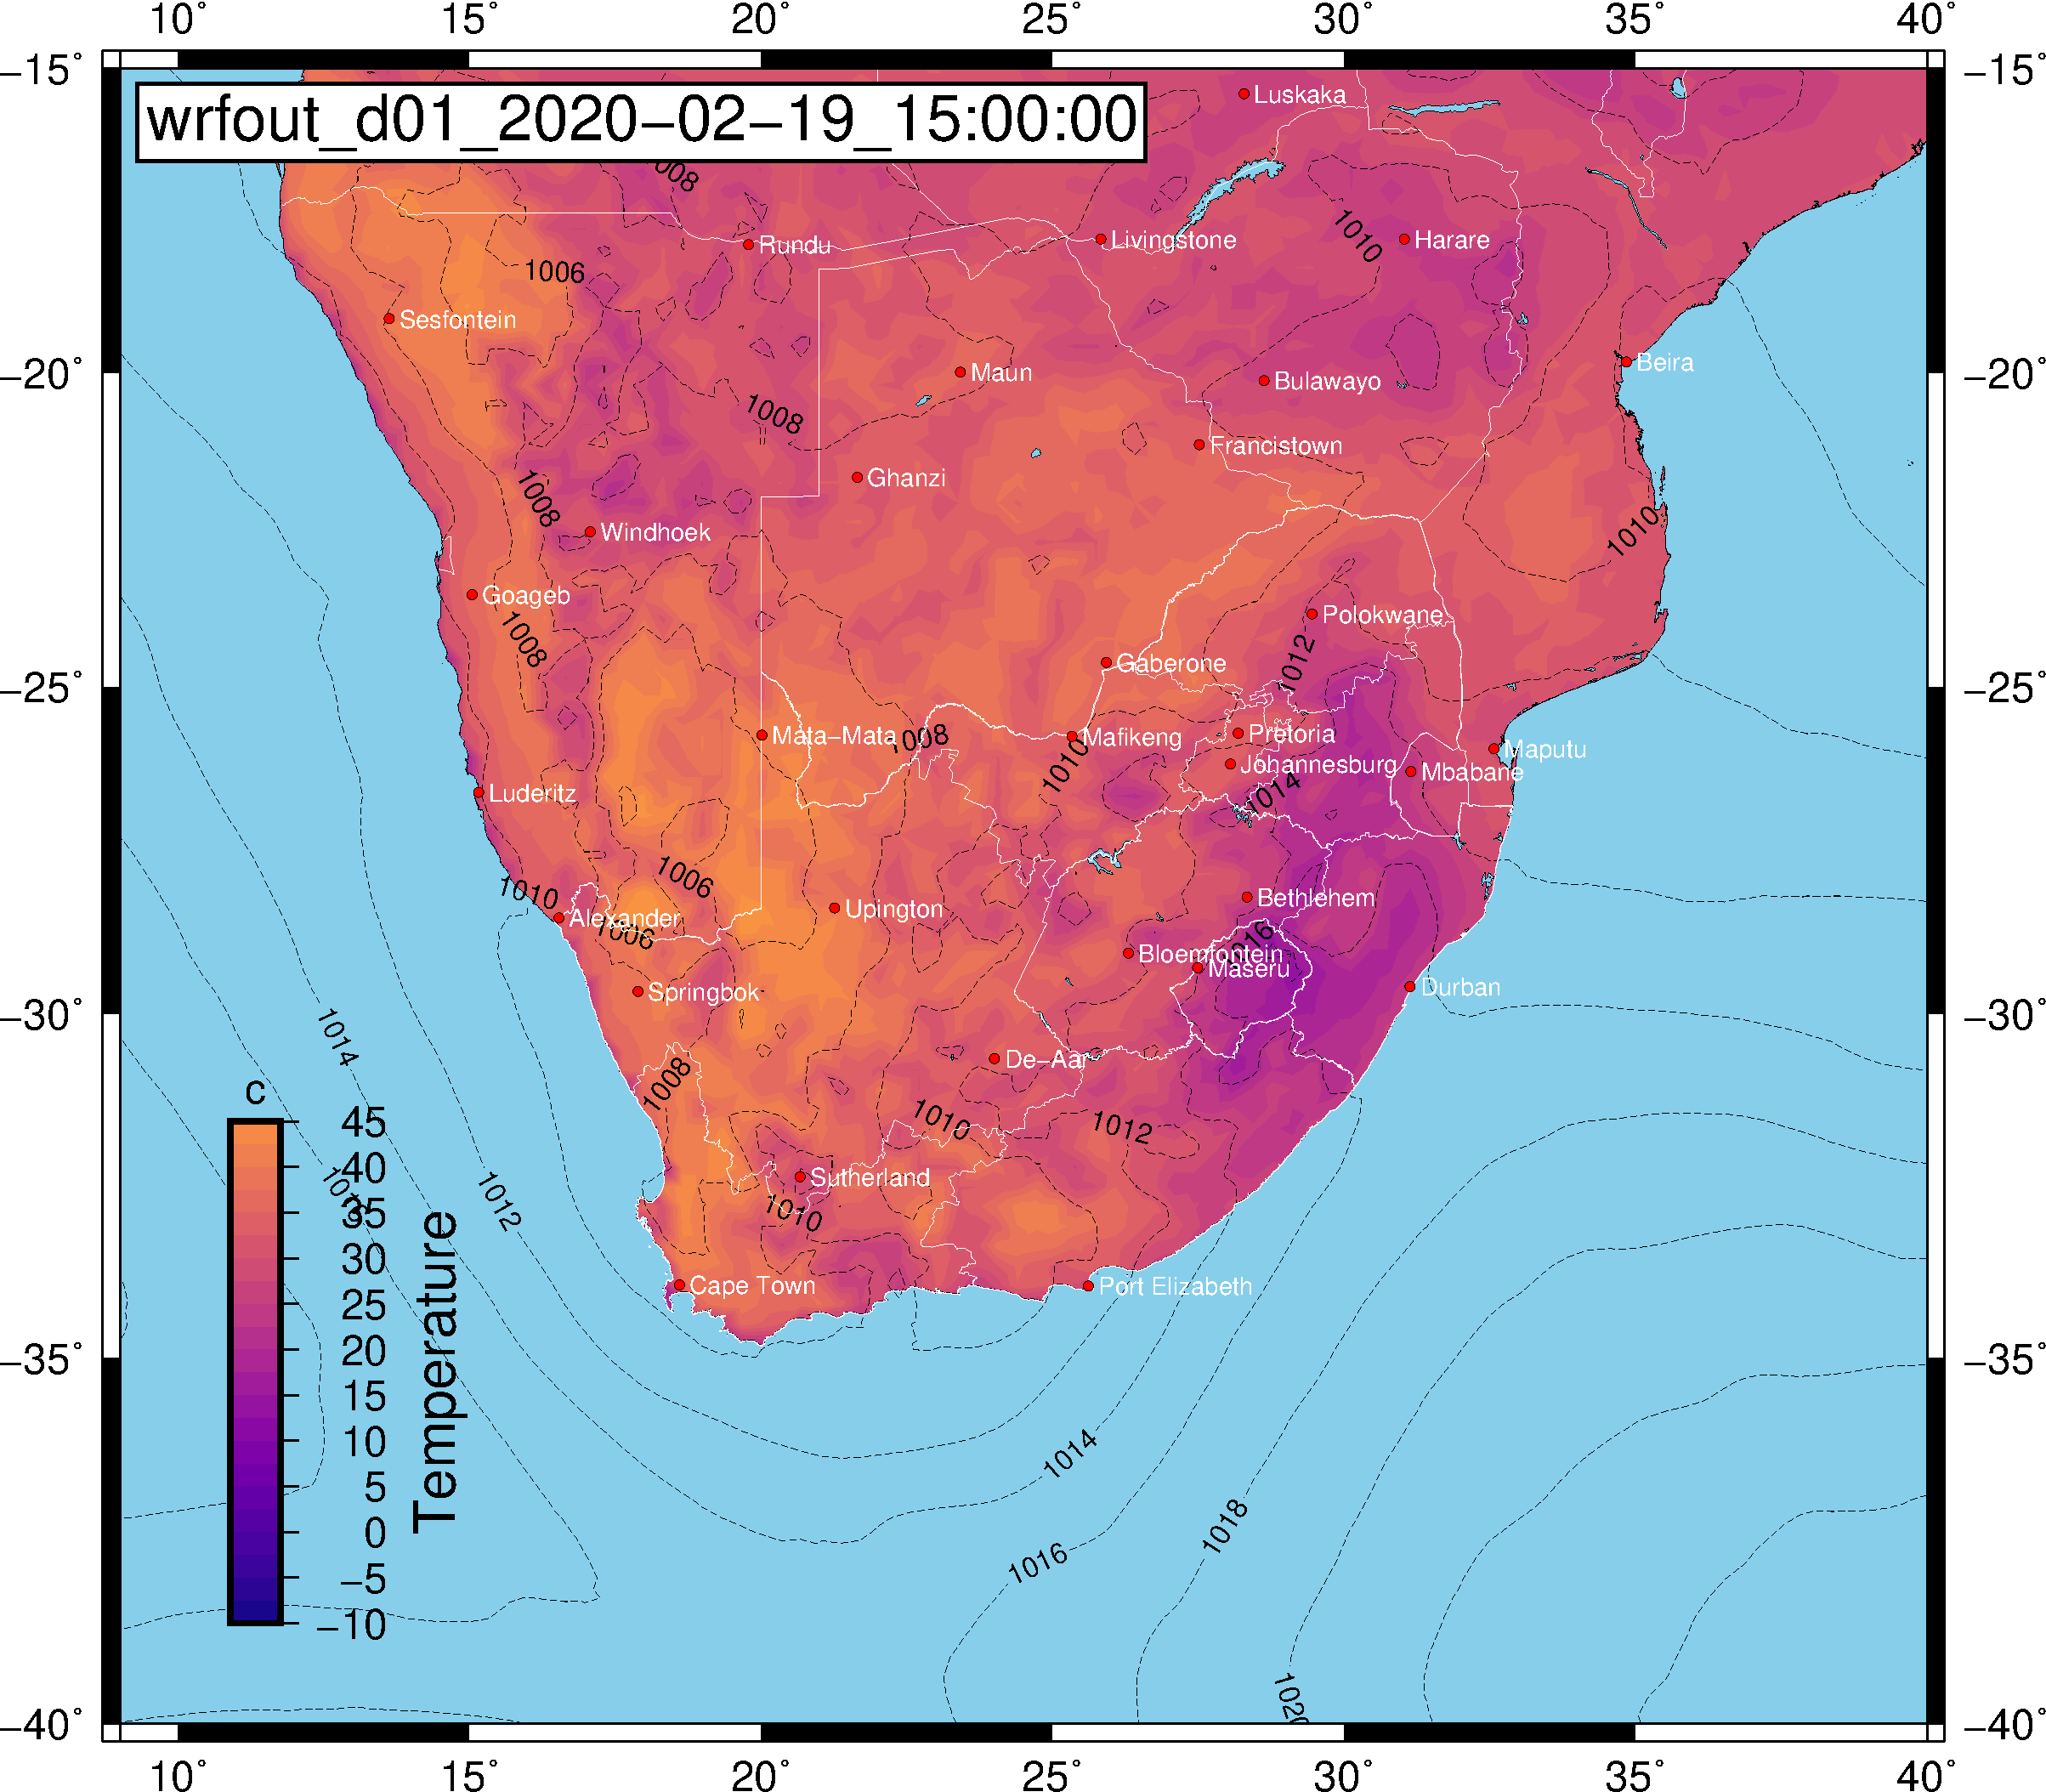 10° 15° 20° 25° 30° 35° 40°
−15° −15°
wrfout_d01_2020−02−19_15:00:00
Luskaka
1008
Rundu
Livingstone
1010
Harare
1006
Sesfontein
Beira
−20° −20°
Maun
Bulawayo
1008
Francistown
Ghanzi
1008
Windhoek
1010
Goageb
Polokwane
1008
1012
Gaberone
−25° −25°
Mata−Mata
1008
Mafikeng
Pretoria
Maputu
1010
Johannesburg
Mbabane
Luderitz
1014
1006
1010
Bethlehem
Alexander
Upington
1006
1016
Bloemfontein
Maseru
Springbok
Durban
−30° −30°
1014
De−Aar
1008
c
1010
1012
45
40
Sutherland
1012
35
1010
30
Cape Town
Port Elizabeth
25
20
−35° −35°
Temperature
15
10
1014
5
1018
0
1016
−5
−10
1020
−40° −40°
10° 15° 20° 25° 30° 35° 40°